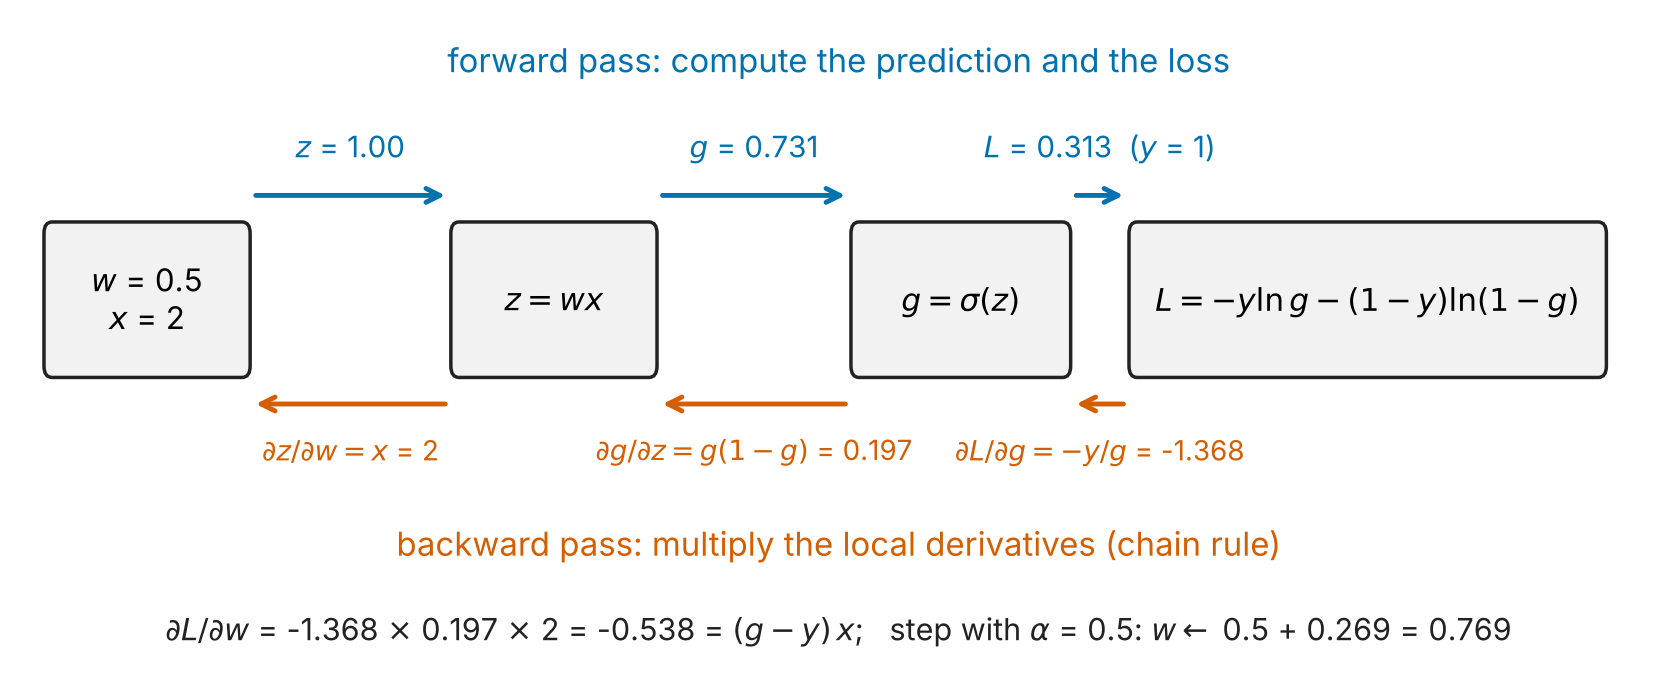 forward pass: compute the prediction and the loss
z = 1.00
g = 0.731
L = 0.313 (y = 1)
w = 0.5
x = 2
z = wx
g = σ(z)
L = −y ln g − (1 − y)ln(1 − g)
∂z/∂w = x = 2
∂g/∂z = g(1 − g) = 0.197
∂L/∂g = −y/g = -1.368
backward pass: multiply the local derivatives (chain rule)
∂L/∂w = -1.368 × 0.197 × 2 = -0.538 = (g − y) x; step with α = 0.5: w ← 0.5 + 0.269 = 0.769